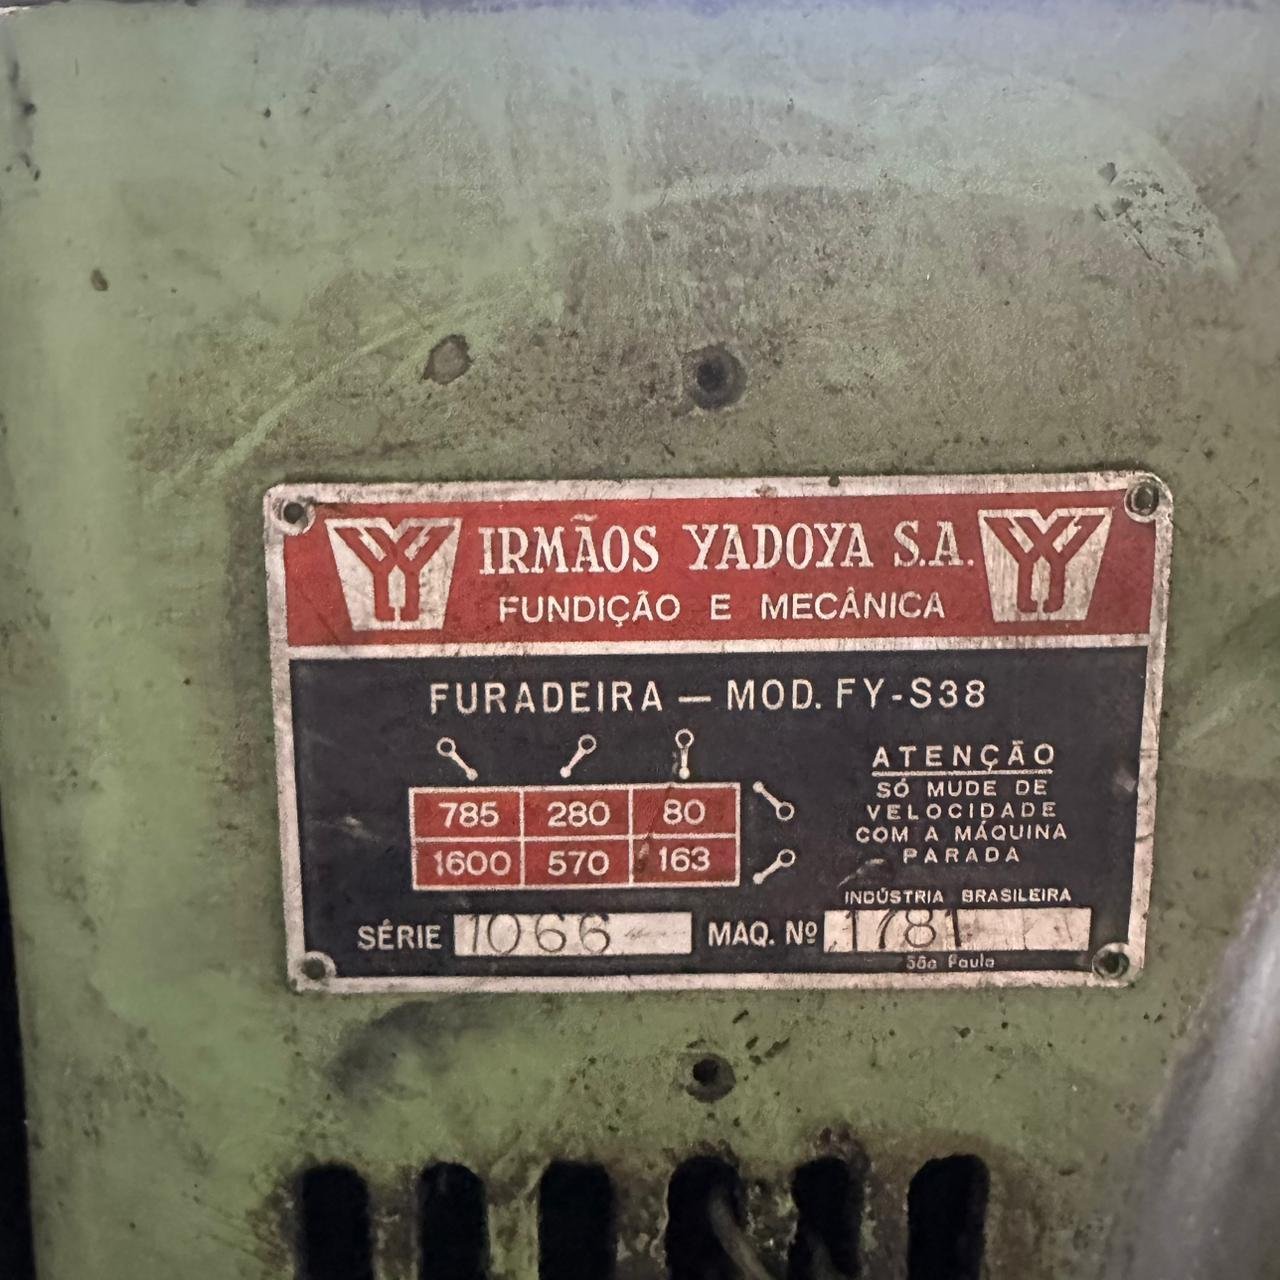 IRMÃOS YADOYA S.A.
FUNDIÇÃO E MECÂNICA
FURADEIRA — MOD. FY-S38
785 280 80
1600 570 163
ATENÇÃO
SÓ MUDE DE
VELOCIDADE
COM A MÁQUINA
PARADA
INDÚSTRIA BRASILEIRA
SÉRIE 1066 MAQ. Nº 1781
São Paulo